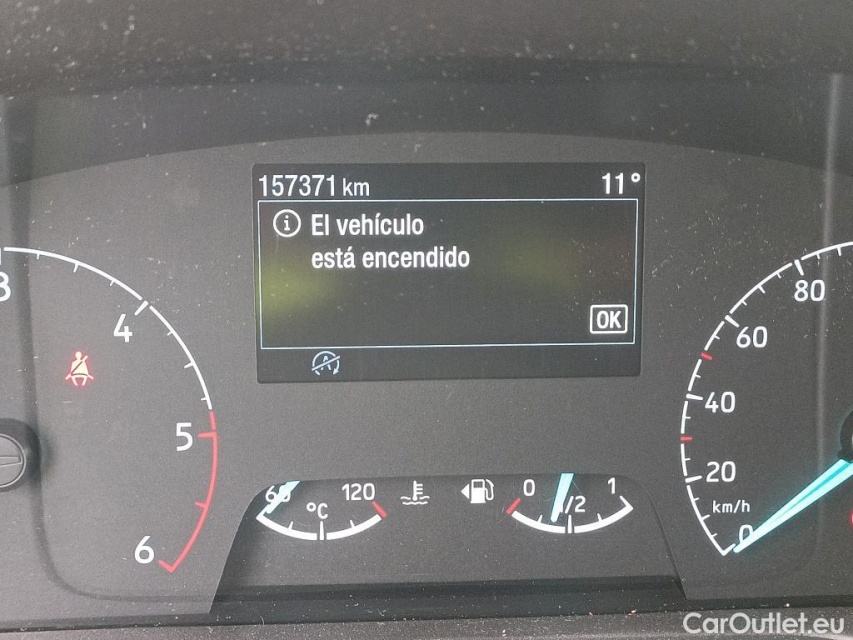 157371 km 11°
El vehículo
está encendido
OK
3
4
5
6
60 °C 120
0 1/2 1
80
60
40
20
km/h
0
CarOutlet.eu